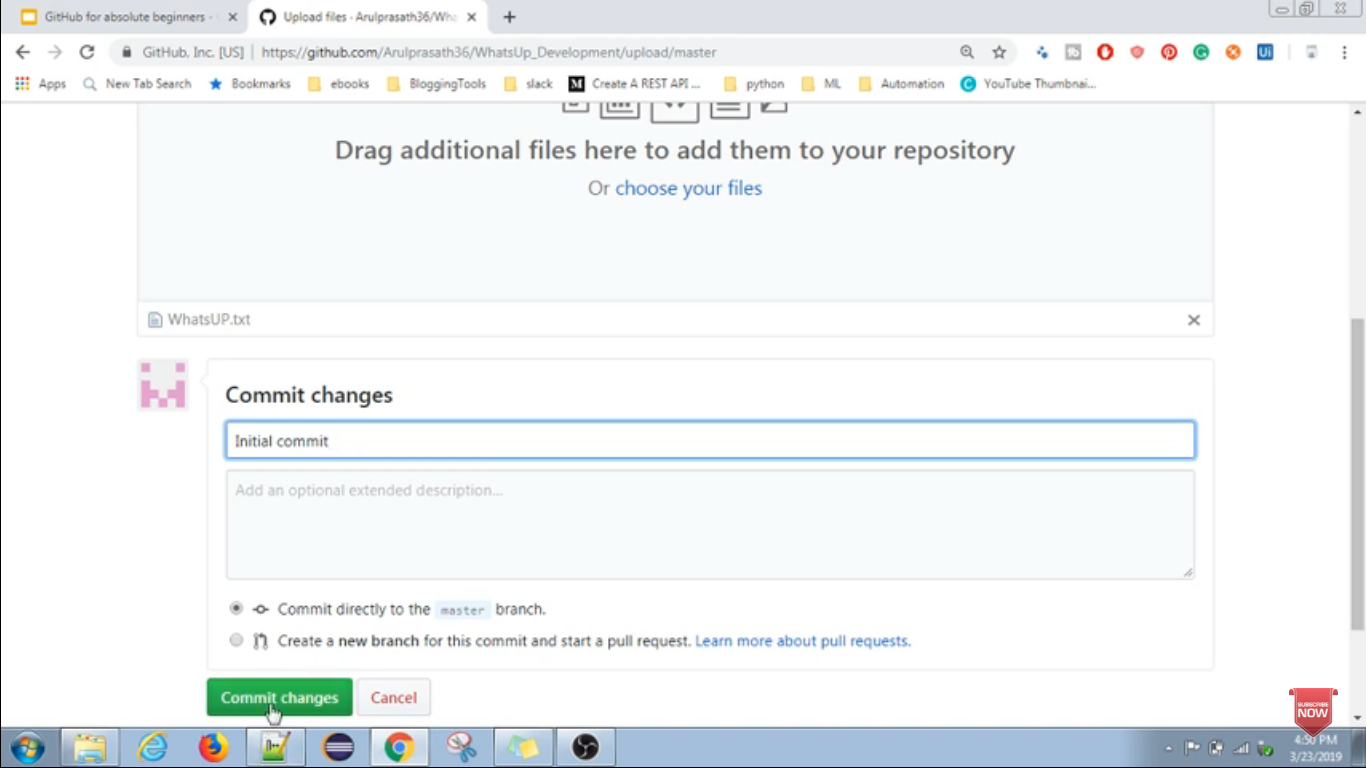 GitHub for absolute beginners -
Upload files · Arulprasath36/Wha
GitHub, Inc. [US] | https://github.com/Arulprasath36/WhatsUp_Development/upload/master
Ui
Apps New Tab Search Bookmarks ebooks BloggingTools slack M Create A REST API ... python ML Automation C YouTube Thumbnai...
Drag additional files here to add them to your repository
Or choose your files
WhatsUP.txt
Commit changes
Initial commit
Add an optional extended description...
Commit directly to the master branch.
Create a new branch for this commit and start a pull request. Learn more about pull requests.
Commit changes Cancel
SUBSCRIBE
NOW
4:50 PM
3/23/2019